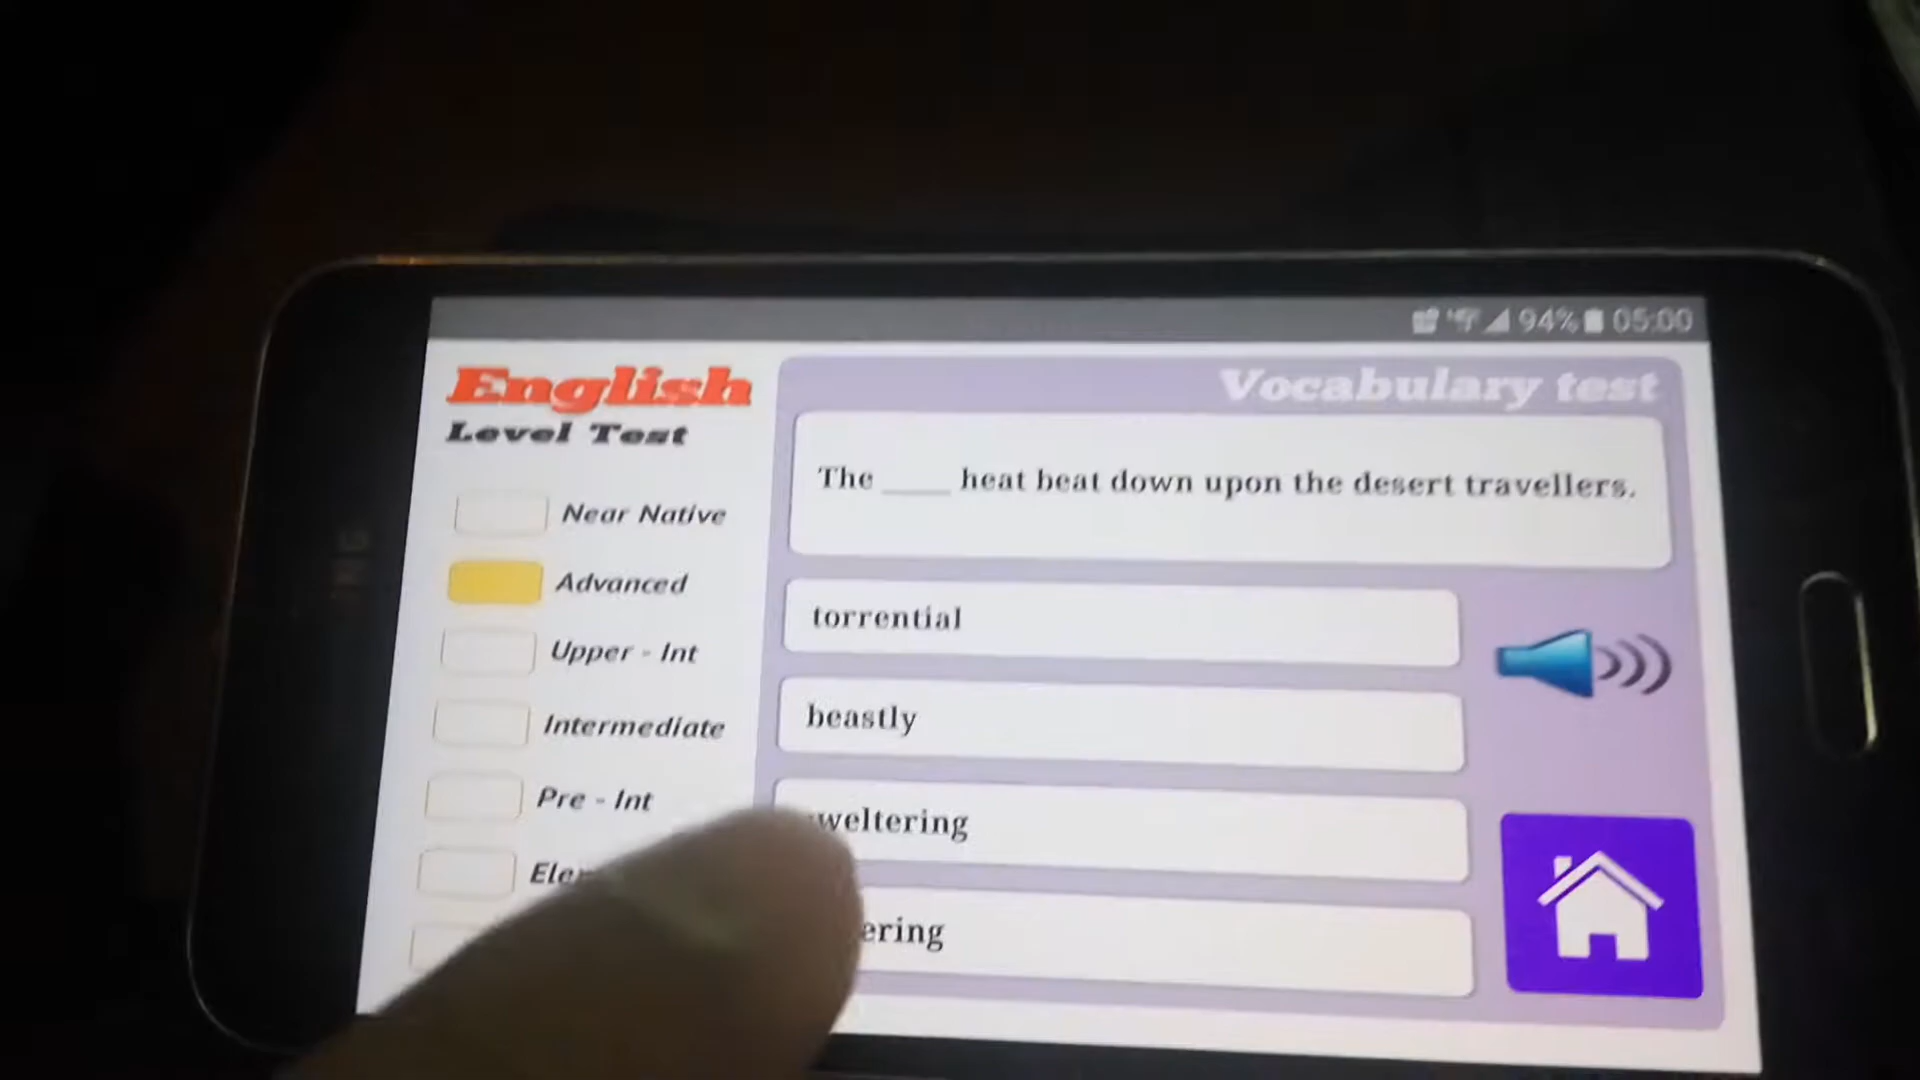 94% 05:00
English
Level Test
Vocabulary test
The ____ heat beat down upon the desert travellers.
Near Native
Advanced
Upper - Int
Intermediate
Pre - Int
torrential
beastly
weltering
ering